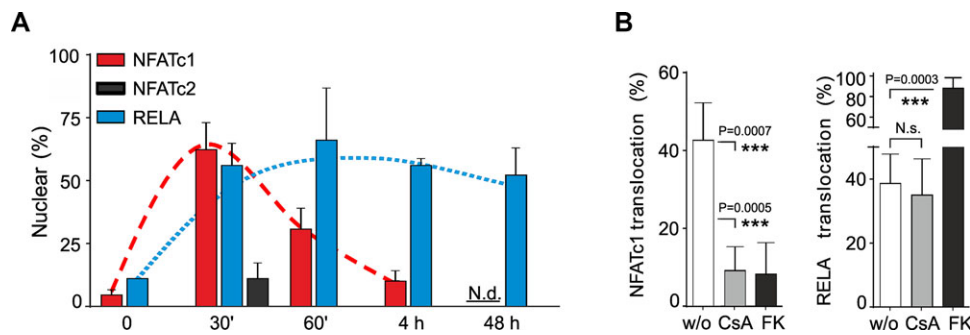 A
Nuclear (%)
100
75
50
25
0
NFATc1
NFATc2
RELA
N.d.
0 30' 60' 4 h 48 h
B
NFATc1 translocation (%)
60
40
20
0
P=0.0007
***
P=0.0005
***
w/o CsA FK
RELA translocation (%)
100
80
60
40
20
0
P=0.0003
***
N.s.
w/o CsA FK